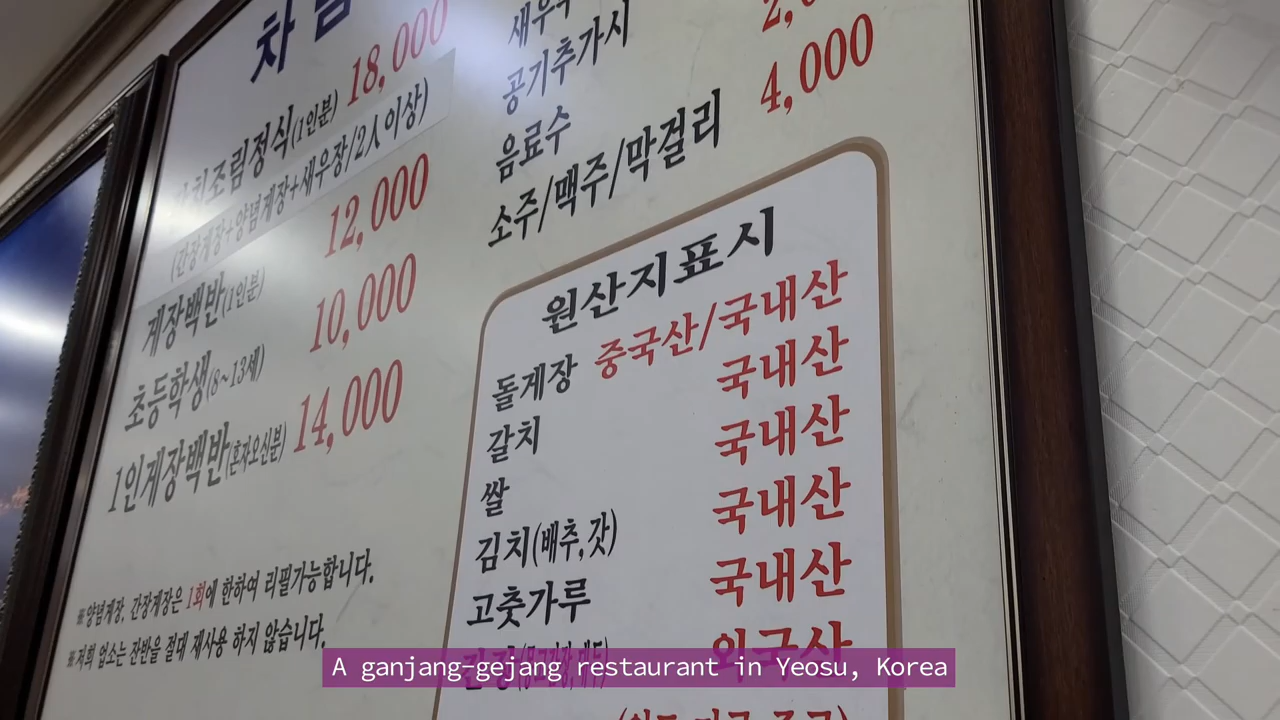 차림
조림정식(1인분) 18,000
(간장게장+양념게장+새우장/2人이상)
게장백반(1인분) 12,000
초등학생(8~13세) 10,000
1인게장백반(혼자오신분) 14,000
※양념게장, 간장게장은 1회에 한하여 리필가능합니다.
※저희 업소는 잔반을 절대 재사용 하지 않습니다.
공기추가시
음료수
소주/맥주/막걸리 4,000
원산지표시
돌게장 중국산/국내산
갈치 국내산
쌀 국내산
김치(배추,갓) 국내산
고춧가루 국내산
외국산
A ganjang-gejang restaurant in Yeosu, Korea